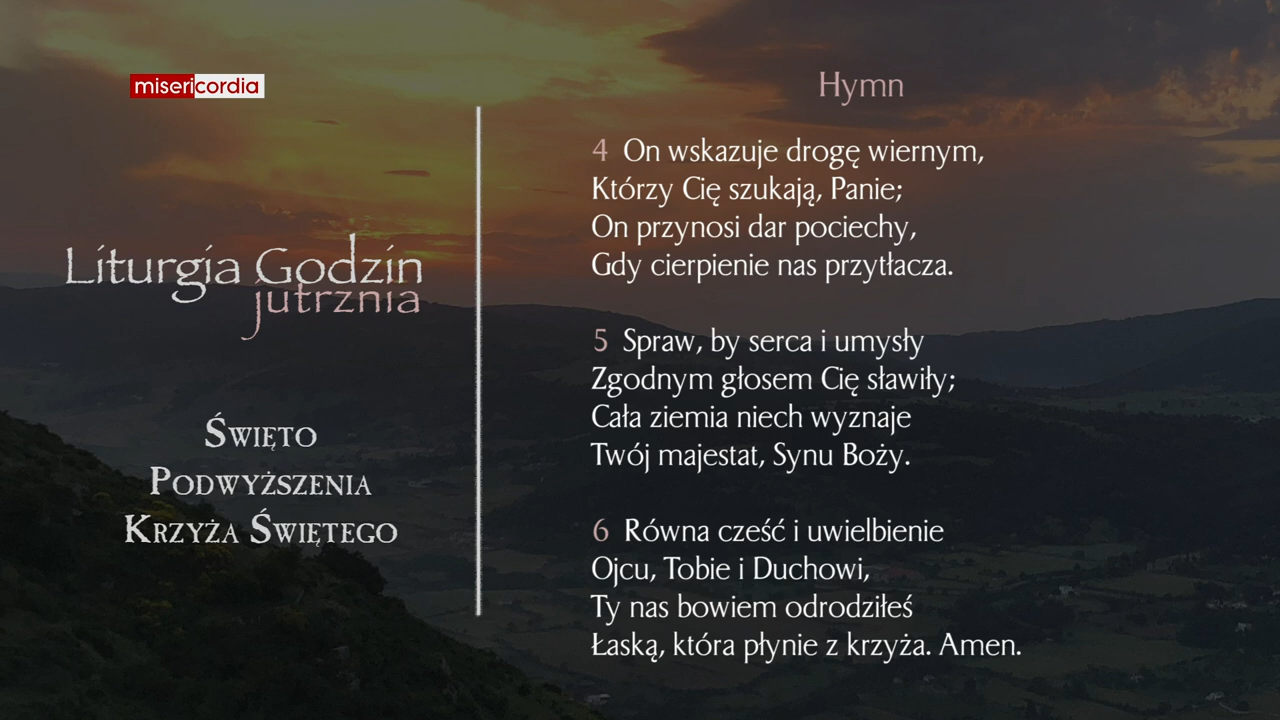 misericordia
Liturgia Godzin
jutrznia
Święto
Podwyższenia
Krzyża Świętego
Hymn
4 On wskazuje drogę wiernym,
Którzy Cię szukają, Panie;
On przynosi dar pociechy,
Gdy cierpienie nas przytłacza.
5 Spraw, by serca i umysły
Zgodnym głosem Cię sławiły;
Cała ziemia niech wyznaje
Twój majestat, Synu Boży.
6 Równa cześć i uwielbienie
Ojcu, Tobie i Duchowi,
Ty nas bowiem odrodziłeś
Łaską, która płynie z krzyża. Amen.